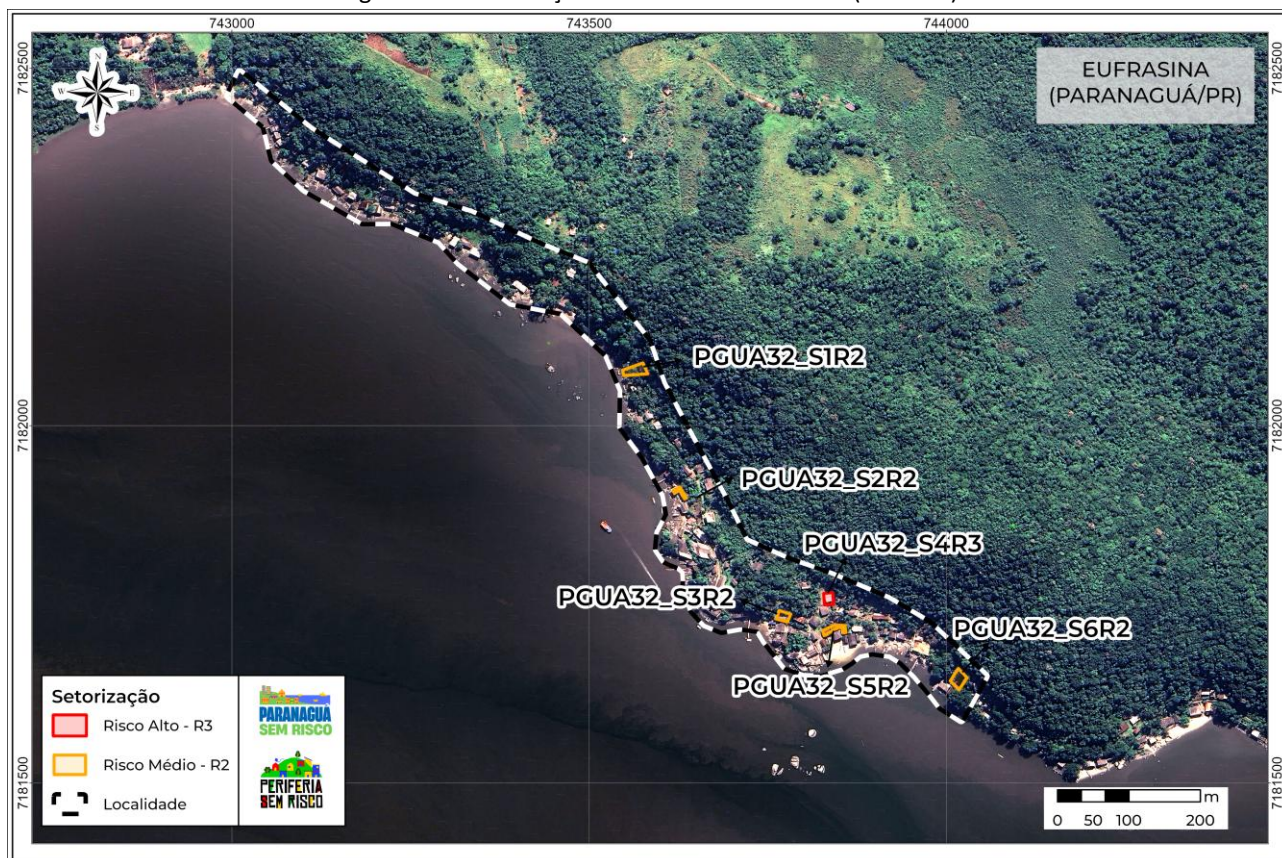 743000
743500
744000
7182500
7182500
N
W
E
S
EUFRASINA
(PARANAGUÁ/PR)
PGUA32_S1R2
7182000
7182000
PGUA32_S2R2
PGUA32_S4R3
PGUA32_S3R2
PGUA32_S6R2
PGUA32_S5R2
Setorização
Risco Alto - R3
Risco Médio - R2
Localidade
PARANAGUÁ
SEM RISCO
PERIFERIA
SEM RISCO
7181500
7181500
m
0 50 100 200